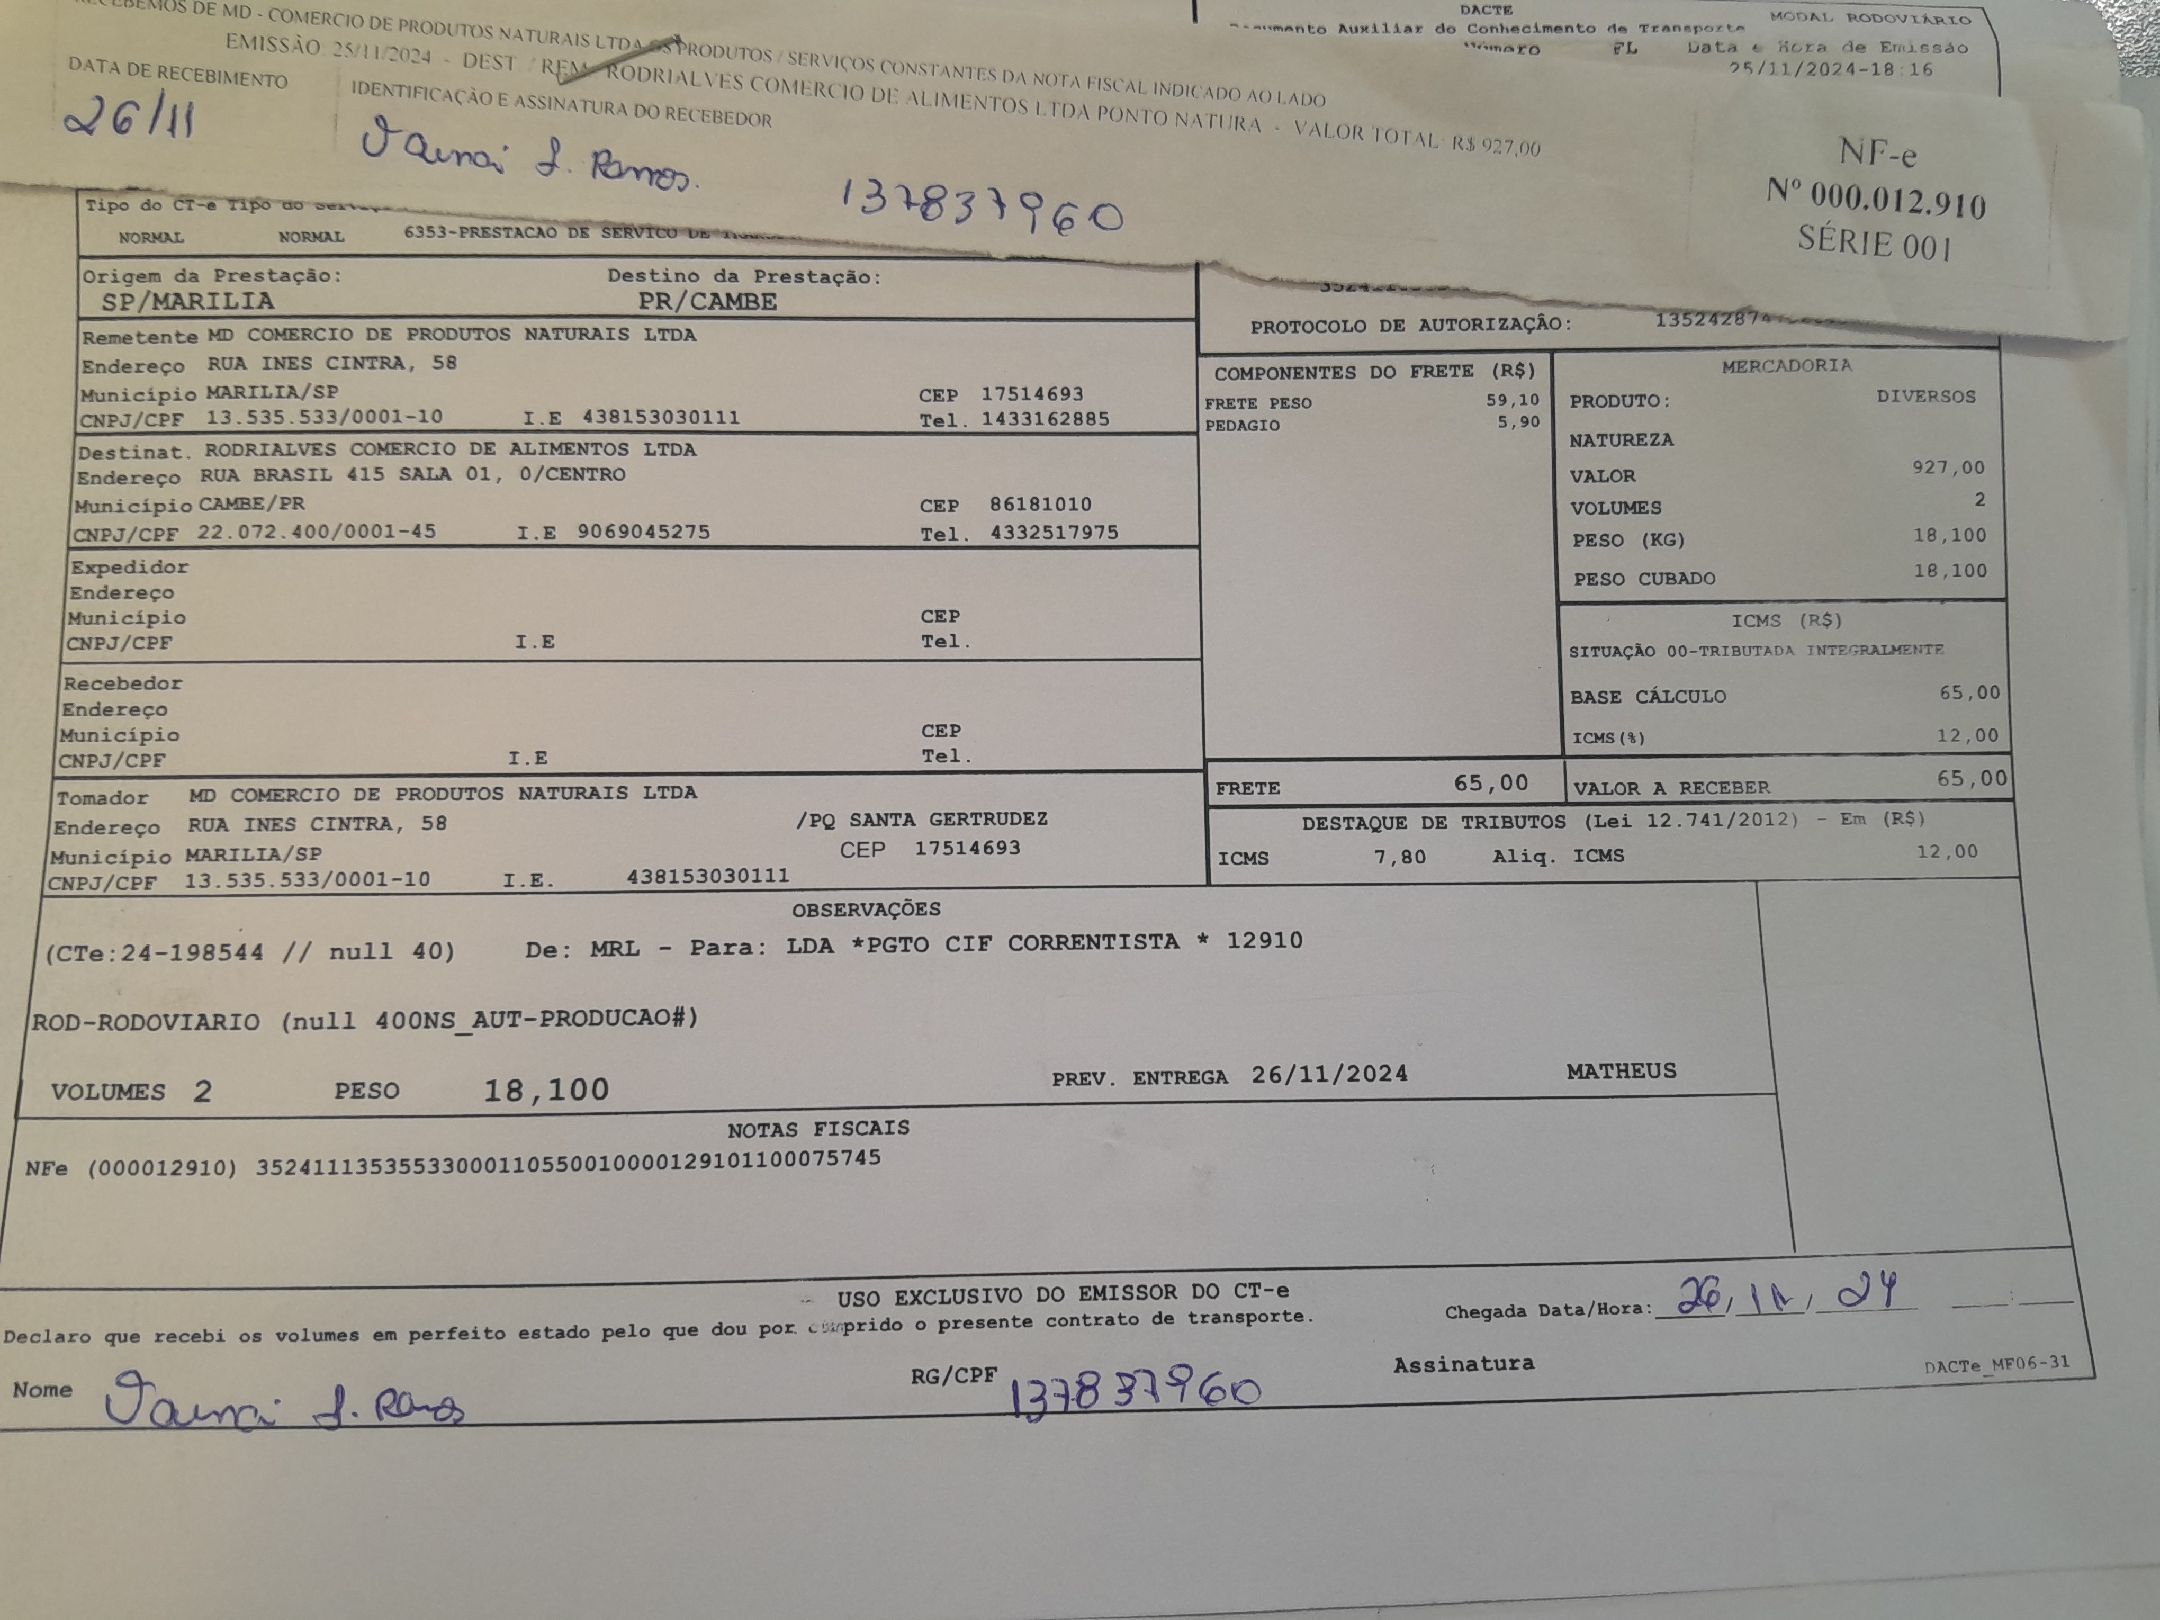 RECEBEMOS DE MD - COMERCIO DE PRODUTOS NATURAIS LTDA OS PRODUTOS / SERVIÇOS CONSTANTES DA NOTA FISCAL INDICADO AO LADO
EMISSÃO: 25/11/2024 - DEST. / REM: RODRIALVES COMERCIO DE ALIMENTOS LTDA PONTO NATURA - VALOR TOTAL: R$ 927,00
DATA DE RECEBIMENTO
26/11
IDENTIFICAÇÃO E ASSINATURA DO RECEBEDOR
Ramos.
137837960
NF-e
Nº 000.012.910
SÉRIE 001
DACTE
Documento Auxiliar do Conhecimento de Transporte
MODAL RODOVIÁRIO
Número FL Data e Hora de Emissão
25/11/2024-18:16
Tipo do CT-e Tipo do
NORMAL NORMAL 6353-PRESTACAO DE SERVICO DE
Origem da Prestação: Destino da Prestação:
SP/MARILIA PR/CAMBE
PROTOCOLO DE AUTORIZAÇÃO:
Remetente MD COMERCIO DE PRODUTOS NATURAIS LTDA
Endereço RUA INES CINTRA, 58
Município MARILIA/SP CEP 17514693
CNPJ/CPF 13.535.533/0001-10 I.E 438153030111 Tel. 1433162885
Destinat. RODRIALVES COMERCIO DE ALIMENTOS LTDA
Endereço RUA BRASIL 415 SALA 01, 0/CENTRO
Município CAMBE/PR CEP 86181010
CNPJ/CPF 22.072.400/0001-45 I.E 9069045275 Tel. 4332517975
Expedidor
Endereço
Município CEP
CNPJ/CPF I.E Tel.
Recebedor
Endereço
Município CEP
CNPJ/CPF I.E Tel.
Tomador MD COMERCIO DE PRODUTOS NATURAIS LTDA
Endereço RUA INES CINTRA, 58 /PQ SANTA GERTRUDEZ
Município MARILIA/SP CEP 17514693
CNPJ/CPF 13.535.533/0001-10 I.E. 438153030111
COMPONENTES DO FRETE (R$)
FRETE PESO 59,10
PEDAGIO 5,90
MERCADORIA
PRODUTO: DIVERSOS
NATUREZA
VALOR 927,00
VOLUMES 2
PESO (KG) 18,100
PESO CUBADO 18,100
ICMS (R$)
SITUAÇÃO 00-TRIBUTADA INTEGRALMENTE
BASE CÁLCULO 65,00
ICMS(%) 12,00
FRETE 65,00 VALOR A RECEBER 65,00
DESTAQUE DE TRIBUTOS (Lei 12.741/2012) - Em (R$)
ICMS 7,80 Aliq. ICMS 12,00
OBSERVAÇÕES
(CTe:24-198544 // null 40) De: MRL - Para: LDA *PGTO CIF CORRENTISTA * 12910
ROD-RODOVIARIO (null 400NS_AUT-PRODUCAO#)
VOLUMES 2 PESO 18,100 PREV. ENTREGA 26/11/2024 MATHEUS
NOTAS FISCAIS
NFe (000012910) 35241113535533000110550010000129101100075745
USO EXCLUSIVO DO EMISSOR DO CT-e
Declaro que recebi os volumes em perfeito estado pelo que dou por cumprido o presente contrato de transporte.
Chegada Data/Hora: 26, 11, 24
Nome Ramos RG/CPF 137837960 Assinatura
DACTe_MF06-31